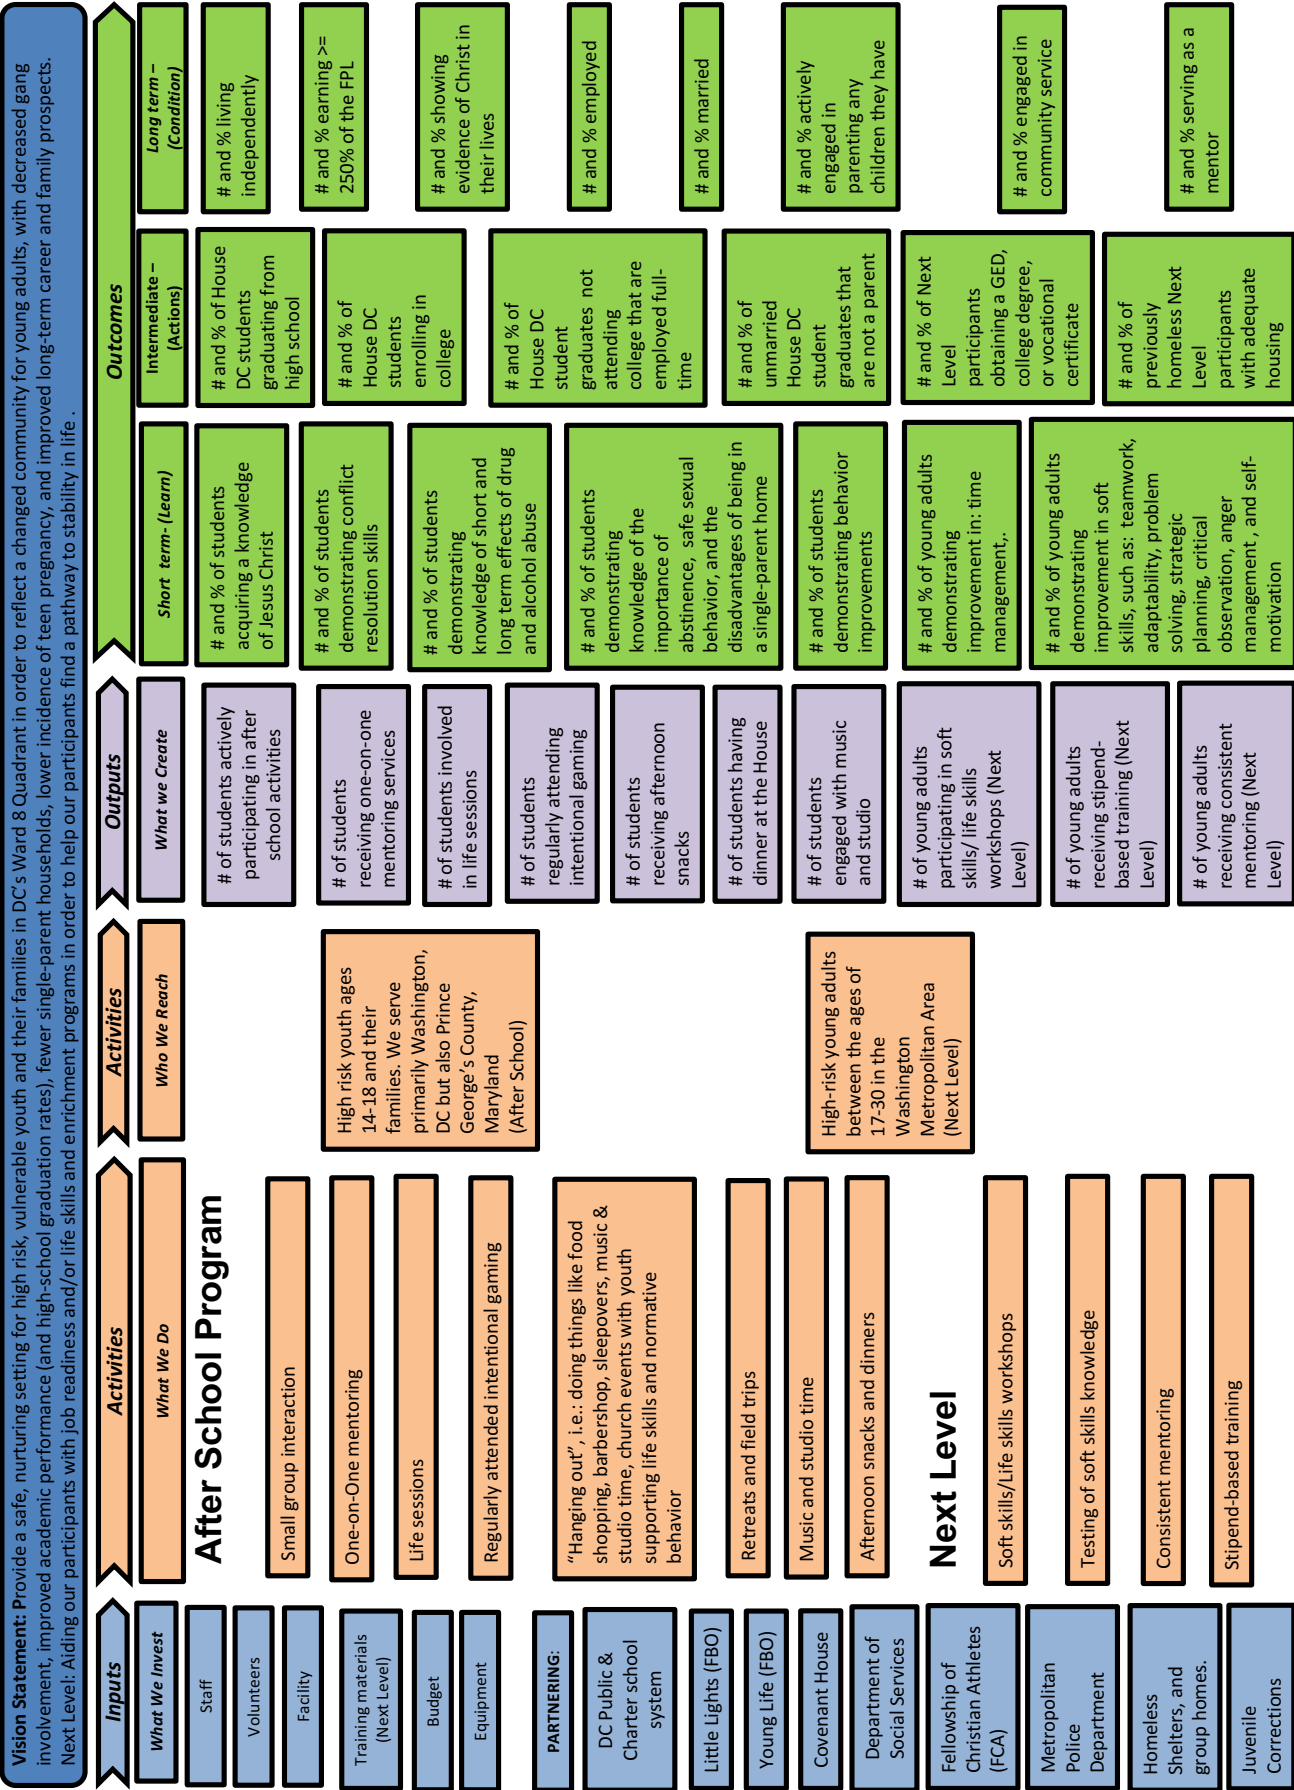 Vision Statement: Provide a safe, nurturing setting for high risk, vulnerable youth and their families in DC's Ward 8 Quadrant in order to reflect a changed community for young adults, with decreased gang
involvement, improved academic performance (and high-school graduation rates), fewer single-parent households, lower incidence of teen pregnancy, and improved long-term career and family prospects.
Next Level: Aiding our participants with job readiness and/or life skills and enrichment programs in order to help our participants find a pathway to stability in life .
Inputs
What We Invest
Staff
Volunteers
Facility
Training materials
(Next Level)
Budget
Equipment
PARTNERING:
DC Public &
Charter school
system
Little Lights (FBO)
Young Life (FBO)
Covenant House
Department of
Social Services
Fellowship of
Christian Athletes
(FCA)
Metropolitan
Police
Department
Homeless
Shelters, and
group homes.
Juvenile
Corrections
Activities
What We Do
After School Program
Small group interaction
One-on-One mentoring
Life sessions
Regularly attended intentional gaming
“Hanging out”, i.e.: doing things like food
shopping, barbershop, sleepovers, music &
studio time, church events with youth
supporting life skills and normative
behavior
Retreats and field trips
Music and studio time
Afternoon snacks and dinners
Next Level
Soft skills/Life skills workshops
Testing of soft skills knowledge
Consistent mentoring
Stipend-based training
Activities
Who We Reach
High risk youth ages
14-18 and their
families. We serve
primarily Washington,
DC but also Prince
George's County,
Maryland
(After School)
High-risk young adults
between the ages of
17-30 in the
Washington
Metropolitan Area
(Next Level)
Outputs
What we Create
# of students actively
participating in after
school activities
# of students
receiving one-on-one
mentoring services
# of students involved
in life sessions
# of students
regularly attending
intentional gaming
# of students
receiving afternoon
snacks
# of students having
dinner at the House
# of students
engaged with music
and studio
# of young adults
participating in soft
skills/ life skills
workshops (Next
Level)
# of young adults
receiving stipend-
based training (Next
Level)
# of young adults
receiving consistent
mentoring (Next
Level)
Outcomes
Short term- (Learn)
# and % of students
acquiring a knowledge
of Jesus Christ
# and % of students
demonstrating conflict
resolution skills
# and % of students
demonstrating
knowledge of short and
long term effects of drug
and alcohol abuse
# and % of students
demonstrating
knowledge of the
importance of
abstinence, safe sexual
behavior, and the
disadvantages of being in
a single-parent home
# and % of students
demonstrating behavior
improvements
# and % of young adults
demonstrating
improvement in: time
management,.
# and % of young adults
demonstrating
improvement in soft
skills, such as: teamwork,
adaptability, problem
solving, strategic
planning, critical
observation, anger
management, and self-
motivation
Intermediate –
(Actions)
# and % of House
DC students
graduating from
high school
# and % of
House DC
students
enrolling in
college
# and % of
House DC
student
graduates not
attending
college that are
employed full-
time
# and % of
unmarried
House DC
student
graduates that
are not a parent
# and % of Next
Level
participants
obtaining a GED,
college degree,
or vocational
certificate
# and % of
previously
homeless Next
Level
participants
with adequate
housing
Long term –
(Condition)
# and % living
independently
# and % earning >=
250% of the FPL
# and % showing
evidence of Christ in
their lives
# and % employed
# and % married
# and % actively
engaged in
parenting any
children they have
# and % engaged in
community service
# and % serving as a
mentor